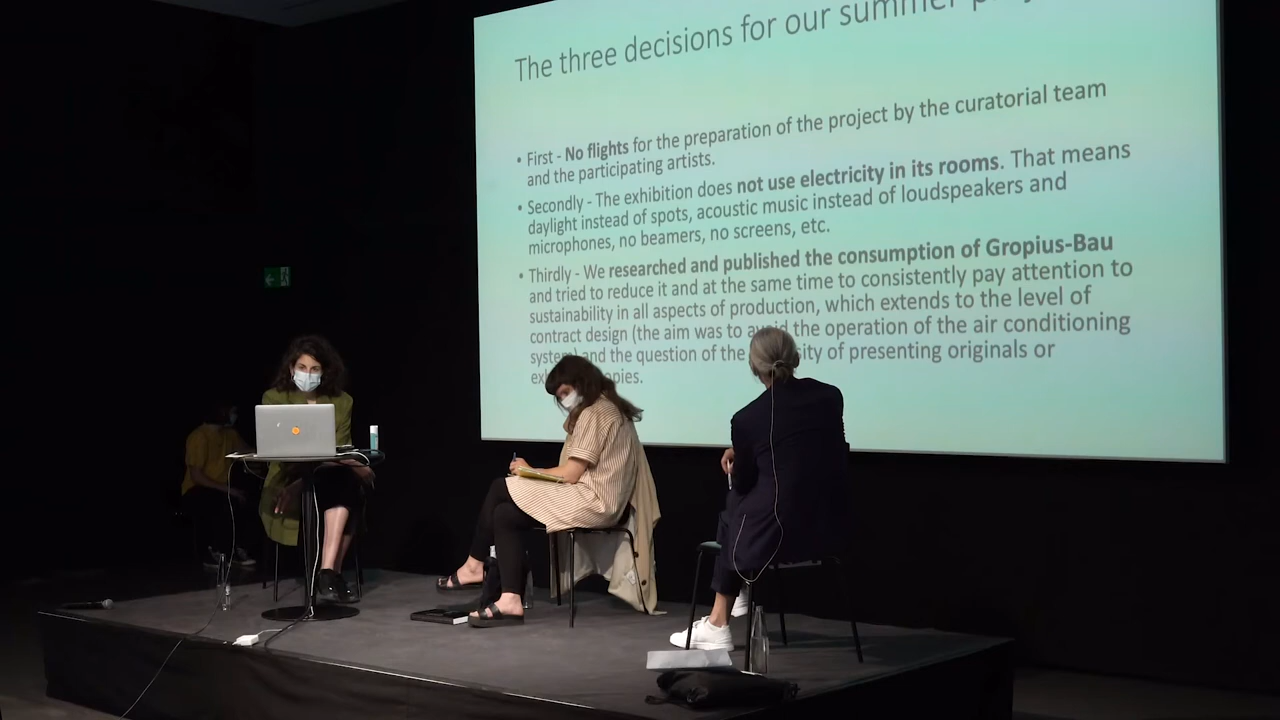 The three decisions for our summer
• First - No flights for the preparation of the project by the curatorial team
and the participating artists.
• Secondly - The exhibition does not use electricity in its rooms. That means
daylight instead of spots, acoustic music instead of loudspeakers and
microphones, no beamers, no screens, etc.
• Thirdly - We researched and published the consumption of Gropius-Bau
and tried to reduce it and at the same time to consistently pay attention to
sustainability in all aspects of production, which extends to the level of
contract design (the aim was to avoid the operation of the air conditioning
system) and the question of the of presenting originals or